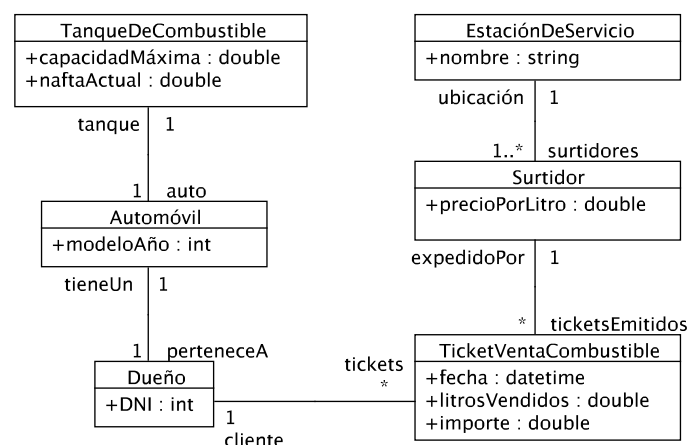 TanqueDeCombustible
+capacidadMáxima : double
+naftaActual : double
tanque 1
1 auto
Automóvil
+modeloAño : int
tieneUn 1
1 perteneceA
Dueño
+DNI : int
1
cliente
EstaciónDeServicio
+nombre : string
ubicación 1
1..* surtidores
Surtidor
+precioPorLitro : double
expedidoPor 1
* ticketsEmitidos
tickets
*
TicketVentaCombustible
+fecha : datetime
+litrosVendidos : double
+importe : double